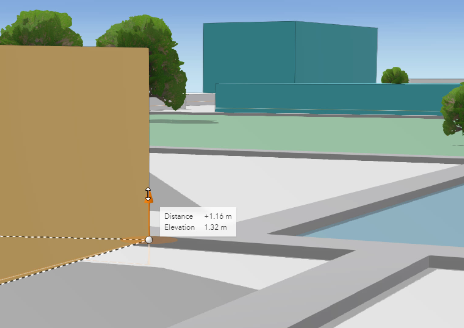 Distance +1.16 m
Elevation 1.32 m